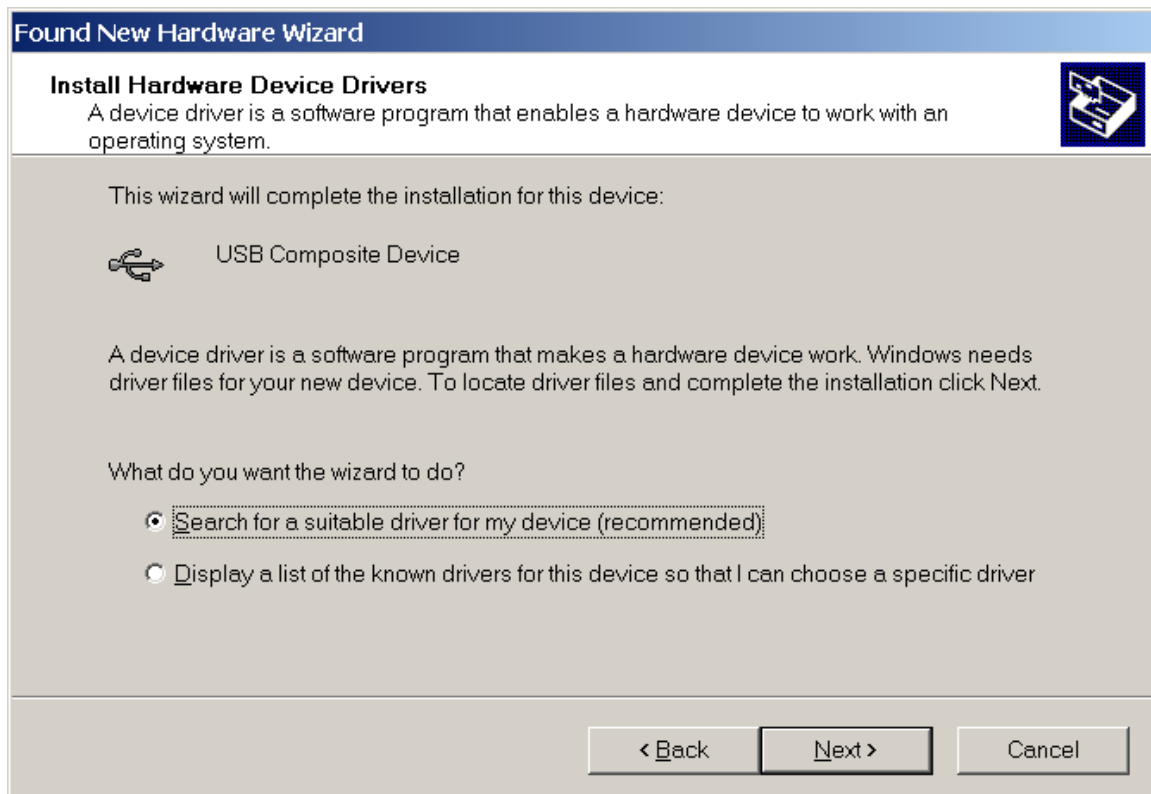 Found New Hardware Wizard
Install Hardware Device Drivers
A device driver is a software program that enables a hardware device to work with an
operating system.
This wizard will complete the installation for this device:
USB Composite Device
A device driver is a software program that makes a hardware device work. Windows needs
driver files for your new device. To locate driver files and complete the installation click Next.
What do you want the wizard to do?
Search for a suitable driver for my device (recommended)
Display a list of the known drivers for this device so that I can choose a specific driver
< Back Next > Cancel